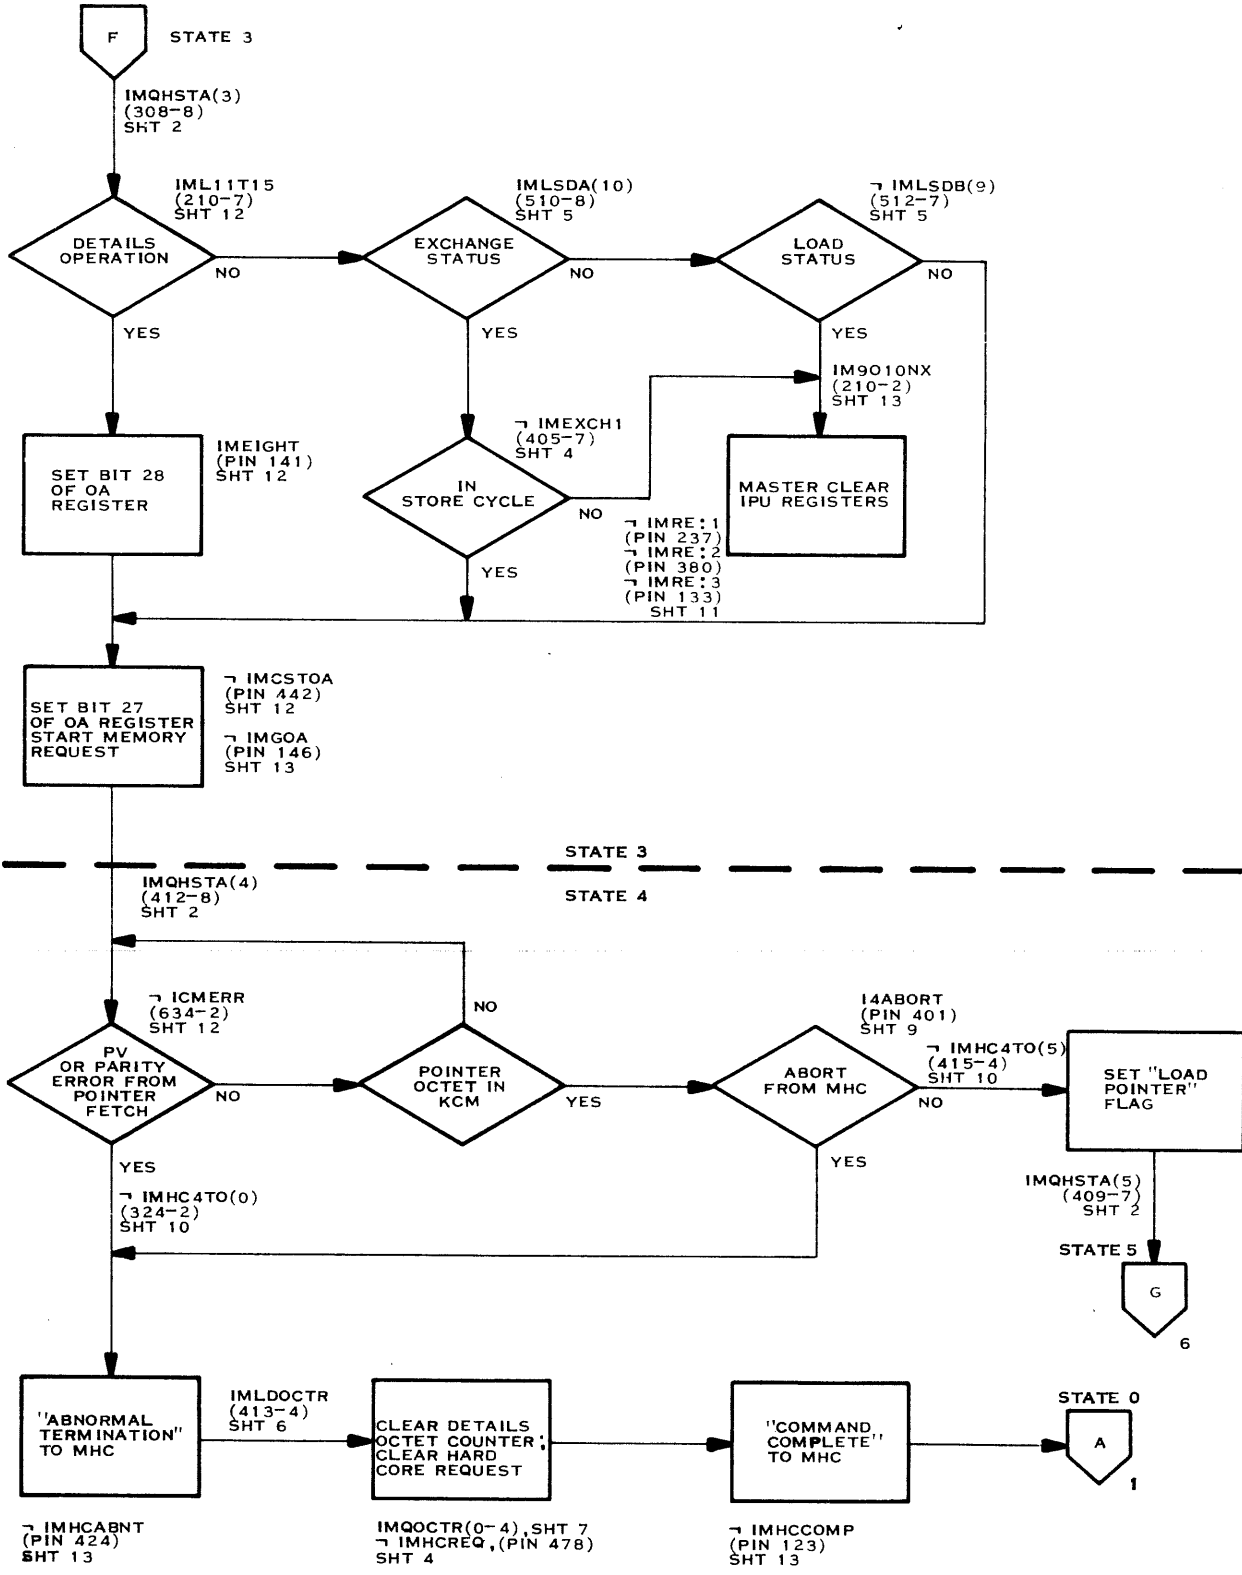 F
STATE 3
IMQHSTA(3)
(308-8)
SHT 2
IML11T15
(210-7)
SHT 12
DETAILS
OPERATION
NO
YES
IMLSDA(10)
(510-8)
SHT 5
EXCHANGE
STATUS
NO
YES
¬ IMLSDB(9)
(512-7)
SHT 5
LOAD
STATUS
NO
YES
IM9010NX
(210-2)
SHT 13
IMEIGHT
(PIN 141)
SHT 12
SET BIT 28
OF OA
REGISTER
¬ IMEXCH1
(405-7)
SHT 4
IN
STORE CYCLE
NO
YES
MASTER CLEAR
IPU REGISTERS
¬ IMRE:1
(PIN 237)
¬ IMRE:2
(PIN 380)
¬ IMRE:3
(PIN 133)
SHT 11
SET BIT 27
OF OA REGISTER
START MEMORY
REQUEST
¬ IMCSTOA
(PIN 442)
SHT 12
¬ IMGOA
(PIN 146)
SHT 13
STATE 3
STATE 4
IMQHSTA(4)
(412-8)
SHT 2
¬ ICMERR
(634-2)
SHT 12
PV
OR PARITY
ERROR FROM
POINTER
FETCH
NO
YES
NO
POINTER
OCTET IN
KCM
YES
I4ABORT
(PIN 401)
SHT 9
ABORT
FROM MHC
NO
YES
¬ IMHC4TO(5)
(415-4)
SHT 10
SET "LOAD
POINTER"
FLAG
¬ IMHC4TO(0)
(324-2)
SHT 10
IMQHSTA(5)
(409-7)
SHT 2
STATE 5
G
6
"ABNORMAL
TERMINATION"
TO MHC
IMLDOCTR
(413-4)
SHT 6
CLEAR DETAILS
OCTET COUNTER;
CLEAR HARD
CORE REQUEST
"COMMAND
COMPLETE"
TO MHC
STATE 0
A
1
¬ IMHCABNT
(PIN 424)
SHT 13
IMQOCTR(0-4), SHT 7
¬ IMHCREQ, (PIN 478)
SHT 4
¬ IMHCCOMP
(PIN 123)
SHT 13